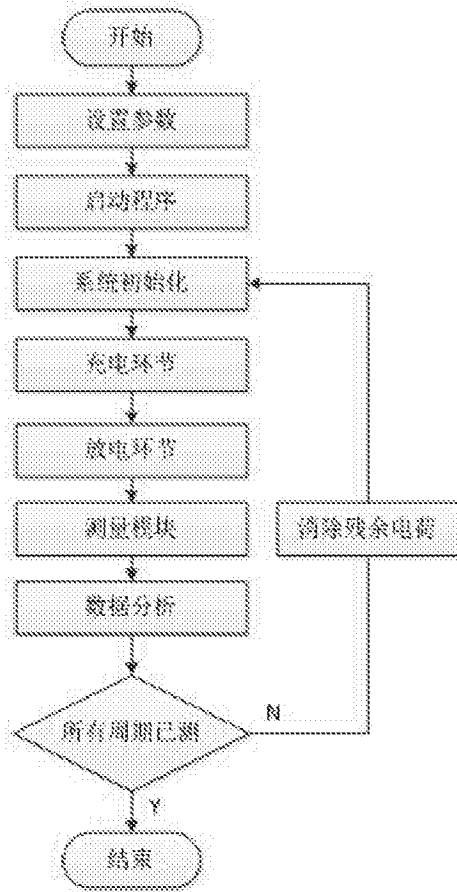 开始
设置参数
启动程序
系统初始化
充电环节
放电环节
测量模块
消除残余电荷
数据分析
所有周期已测
N
Y
结束